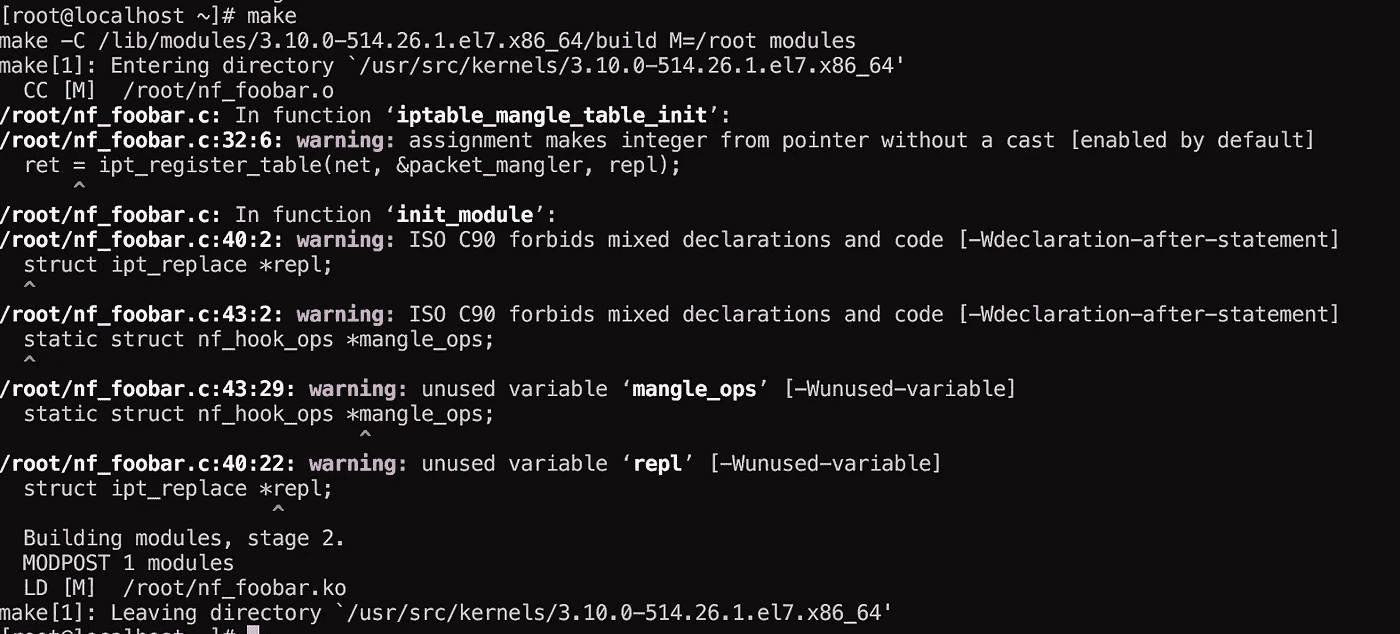 [root@localhost ~]# make
make -C /lib/modules/3.10.0-514.26.1.el7.x86_64/build M=/root modules
make[1]: Entering directory `/usr/src/kernels/3.10.0-514.26.1.el7.x86_64'
  CC [M]  /root/nf_foobar.o
/root/nf_foobar.c: In function ‘iptable_mangle_table_init’:
/root/nf_foobar.c:32:6: warning: assignment makes integer from pointer without a cast [enabled by default]
  ret = ipt_register_table(net, &packet_mangler, repl);
      ^
/root/nf_foobar.c: In function ‘init_module’:
/root/nf_foobar.c:40:2: warning: ISO C90 forbids mixed declarations and code [-Wdeclaration-after-statement]
  struct ipt_replace *repl;
  ^
/root/nf_foobar.c:43:2: warning: ISO C90 forbids mixed declarations and code [-Wdeclaration-after-statement]
  static struct nf_hook_ops *mangle_ops;
  ^
/root/nf_foobar.c:43:29: warning: unused variable ‘mangle_ops’ [-Wunused-variable]
  static struct nf_hook_ops *mangle_ops;
                             ^
/root/nf_foobar.c:40:22: warning: unused variable ‘repl’ [-Wunused-variable]
  struct ipt_replace *repl;
                      ^
  Building modules, stage 2.
  MODPOST 1 modules
  LD [M]  /root/nf_foobar.ko
make[1]: Leaving directory `/usr/src/kernels/3.10.0-514.26.1.el7.x86_64'
[root@localhost ~]#